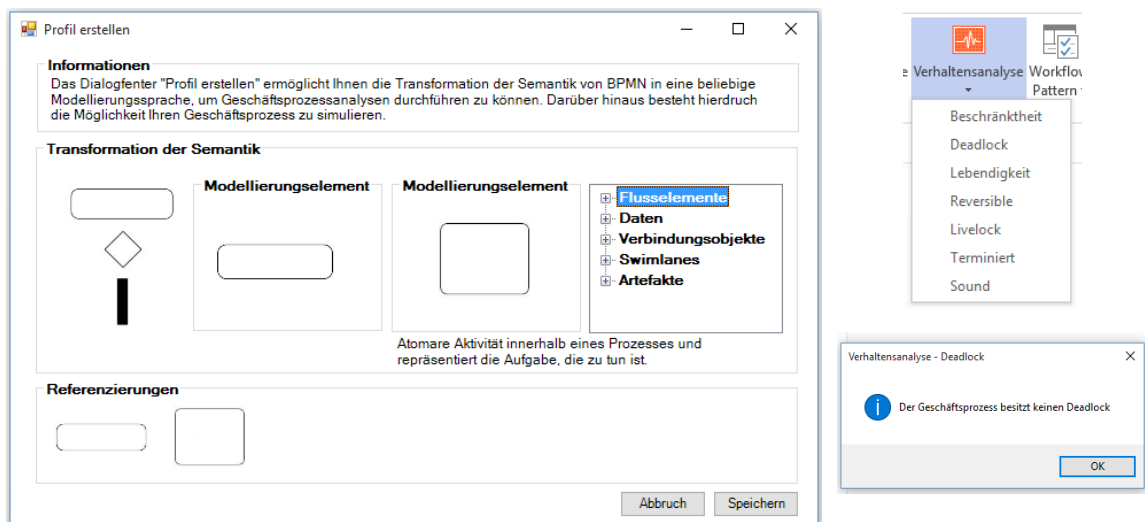 Profil erstellen
Informationen
Das Dialogfenter "Profil erstellen" ermöglicht Ihnen die Transformation der Semantik von BPMN in eine beliebige
Modellierungssprache, um Geschäftsprozessanalysen durchführen zu können. Darüber hinaus besteht hierdruch
die Möglichkeit Ihren Geschäftsprozess zu simulieren.
Transformation der Semantik
Modellierungselement
Modellierungselement
Flusselemente
Daten
Verbindungsobjekte
Swimlanes
Artefakte
Atomare Aktivität innerhalb eines Prozesses und
repräsentiert die Aufgabe, die zu tun ist.
Referenzierungen
Abbruch
Speichern
e Verhaltensanalyse Workflow
Pattern
Beschränktheit
Deadlock
Lebendigkeit
Reversible
Livelock
Terminiert
Sound
Verhaltensanalyse - Deadlock
Der Geschäftsprozess besitzt keinen Deadlock
OK